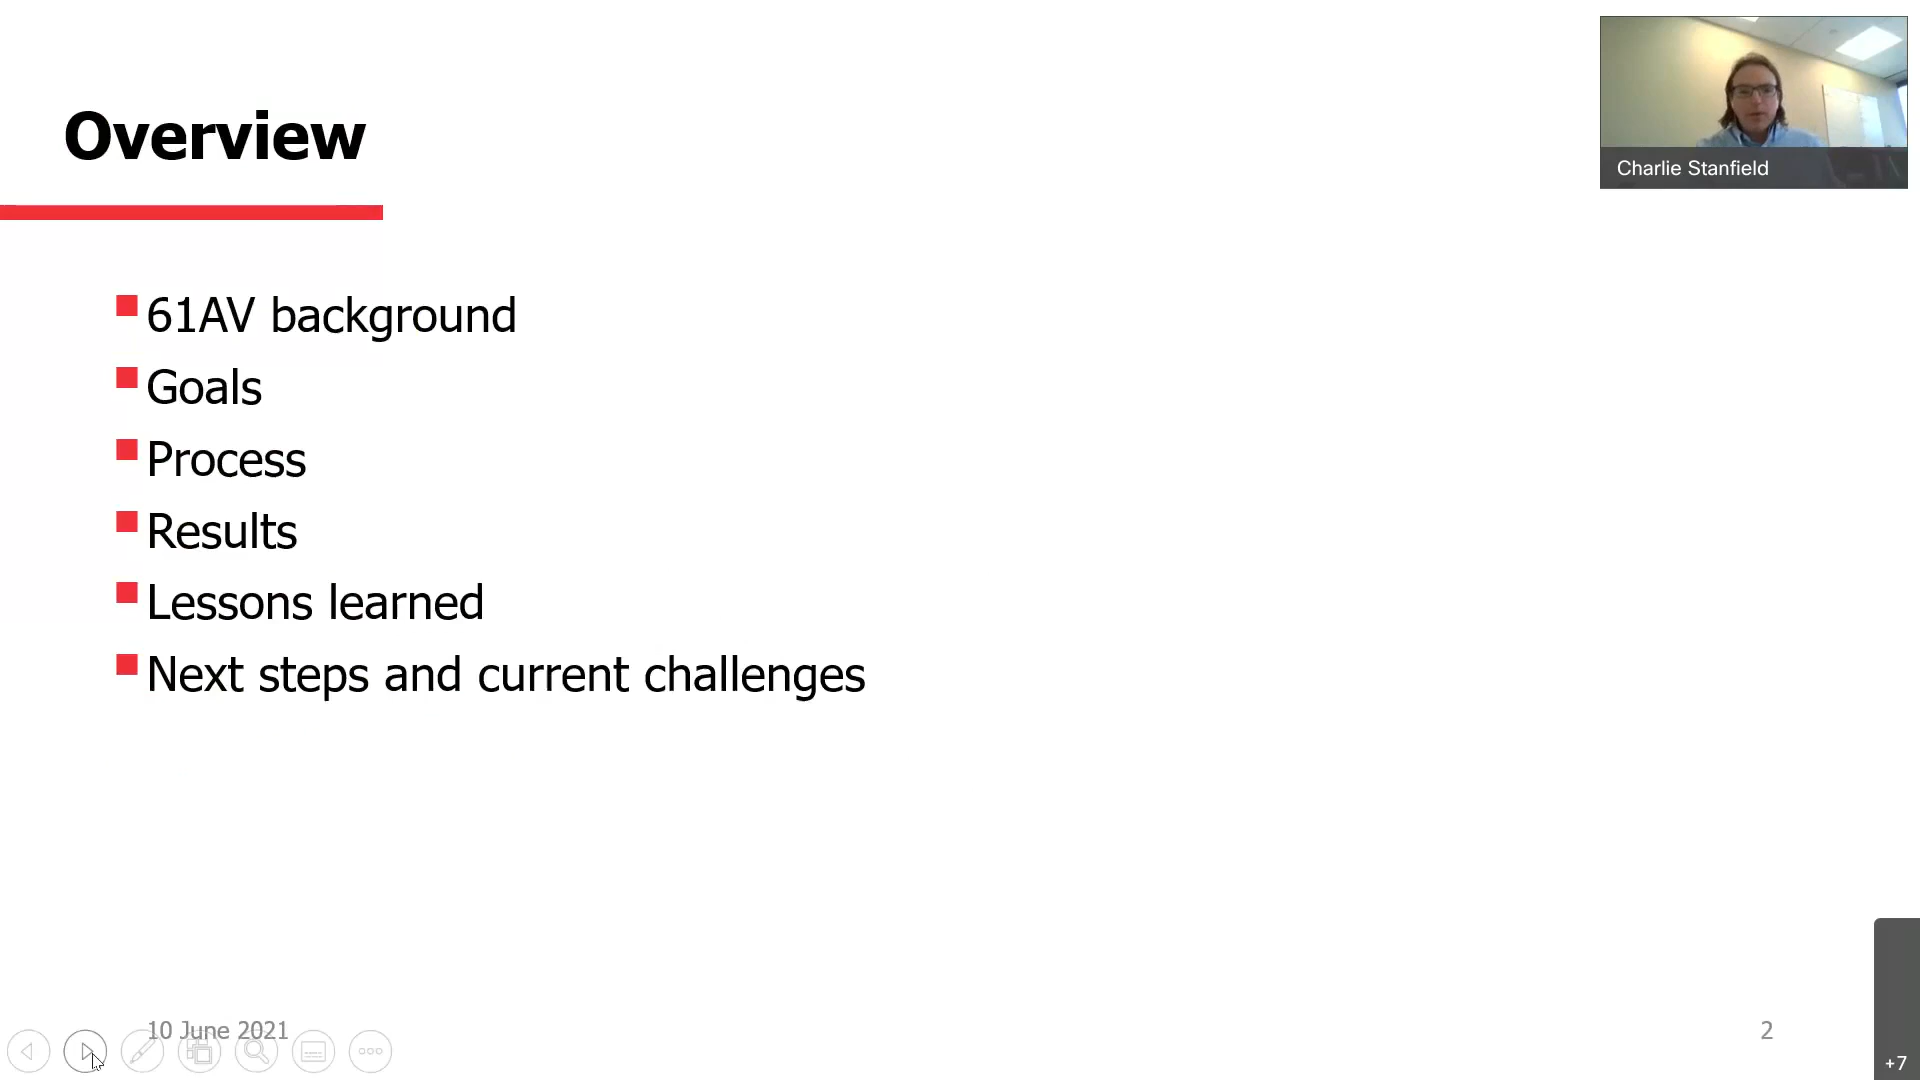 Overview
Charlie Stanfield
61AV background
Goals
Process
Results
Lessons learned
Next steps and current challenges
10 June 2021
2
+7